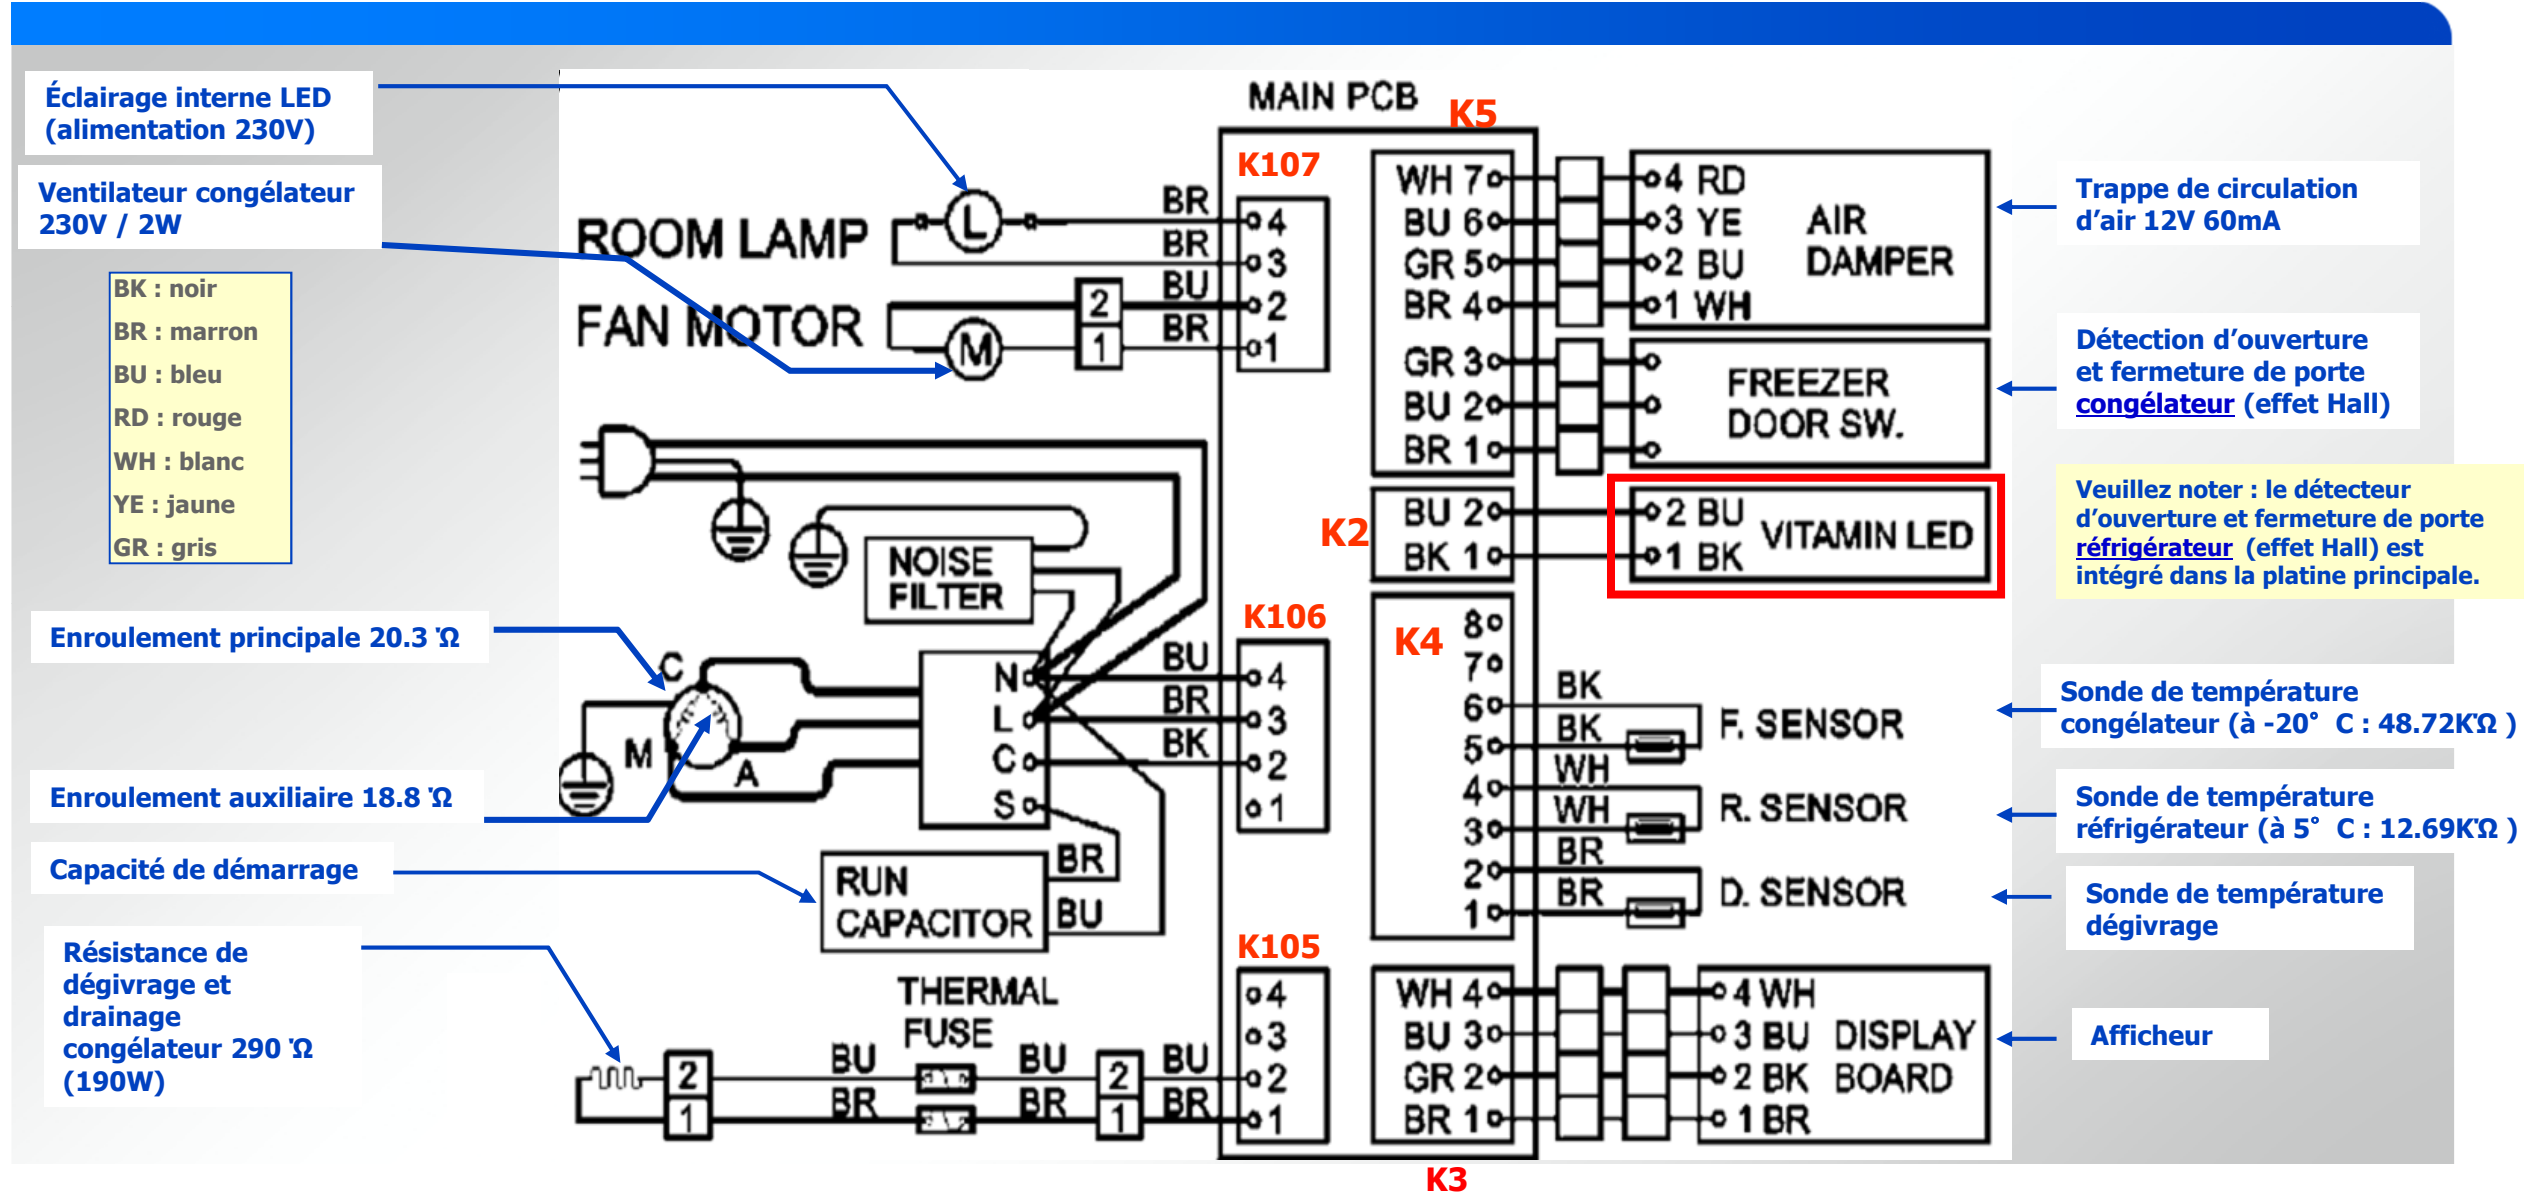 Éclairage interne LED
(alimentation 230V)
Ventilateur congélateur
230V / 2W
BK : noir
BR : marron
BU : bleu
RD : rouge
WH : blanc
YE : jaune
GR : gris
Enroulement principale 20.3 Ώ
Enroulement auxiliaire 18.8 Ώ
Capacité de démarrage
Résistance de
dégivrage et
drainage
congélateur 290 Ώ
(190W)
MAIN PCB
K5
K107
ROOM LAMP
L
BR
BR
4
3
FAN MOTOR
M
2
1
BU
BR
2
1
NOISE
FILTER
C
M
A
N
L
C
S
K106
BU
BR
BK
4
3
2
1
RUN
CAPACITOR
BR
BU
K105
THERMAL
FUSE
4
3
2
1
BU
BR
BU
BR
2
1
BU
BR
2
1
WH 7
BU 6
GR 5
BR 4
GR 3
BU 2
BR 1
4 RD
3 YE
2 BU
1 WH
AIR
DAMPER
FREEZER
DOOR SW.
K2
BU 2
BK 1
2 BU
1 BK
VITAMIN LED
K4
8
7
6
5
4
3
2
1
BK
BK
WH
WH
BR
BR
F. SENSOR
R. SENSOR
D. SENSOR
WH 4
BU 3
GR 2
BR 1
4 WH
3 BU
2 BK
1 BR
DISPLAY
BOARD
K3
Trappe de circulation
d’air 12V 60mA
Détection d’ouverture
et fermeture de porte
congélateur (effet Hall)
Veuillez noter : le détecteur
d’ouverture et fermeture de porte
réfrigérateur (effet Hall) est
intégré dans la platine principale.
Sonde de température
congélateur (à -20° C : 48.72KΏ )
Sonde de température
réfrigérateur (à 5° C : 12.69KΏ )
Sonde de température
dégivrage
Afficheur